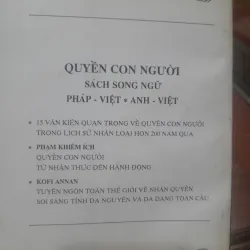 QUYỀN CON NGƯỜI
SÁCH SONG NGỮ
PHÁP - VIỆT * ANH - VIỆT
* 15 VĂN KIỆN QUAN TRỌNG VỀ QUYỀN CON NGƯỜI
TRONG LỊCH SỬ NHÂN LOẠI HƠN 200 NĂM QUA
* PHẠM KHIÊM ÍCH
QUYỀN CON NGƯỜI
TỪ NHẬN THỨC ĐẾN HÀNH ĐỘNG
* KOFI ANNAN
TUYÊN NGÔN TOÀN THẾ GIỚI VỀ NHÂN QUYỀN
SOI SÁNG TÍNH ĐA NGUYÊN VÀ ĐA DẠNG TOÀN CẦU